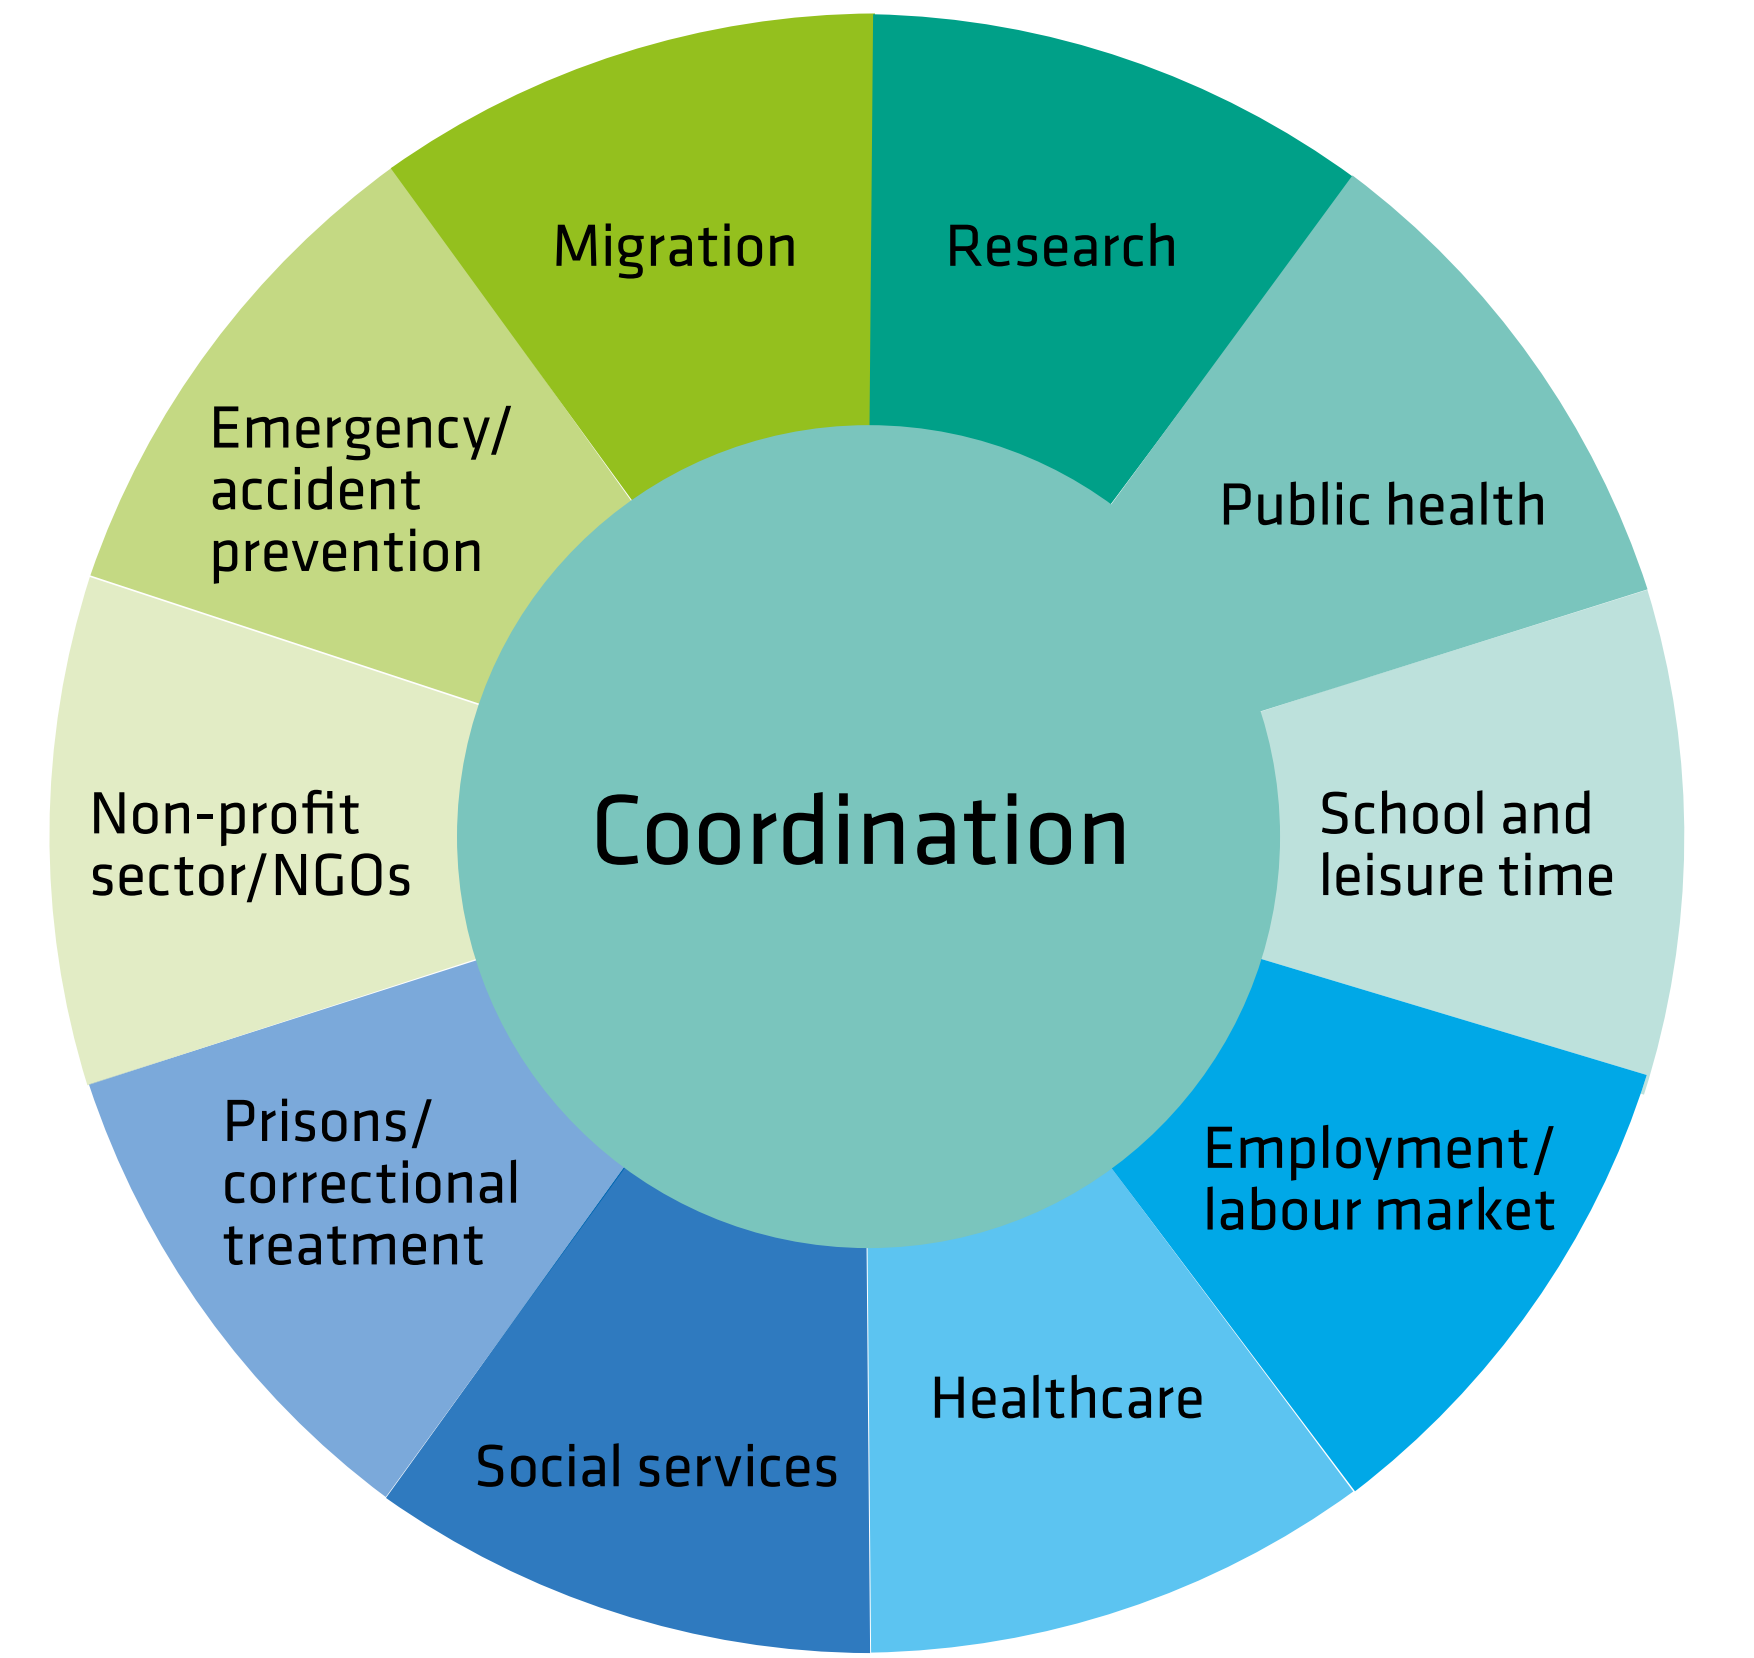 Migration
Research
Public health
School and
leisure time
Employment/
labour market
Healthcare
Social services
Prisons/
correctional
treatment
Non-profit
sector/NGOs
Emergency/
accident
prevention
Coordination